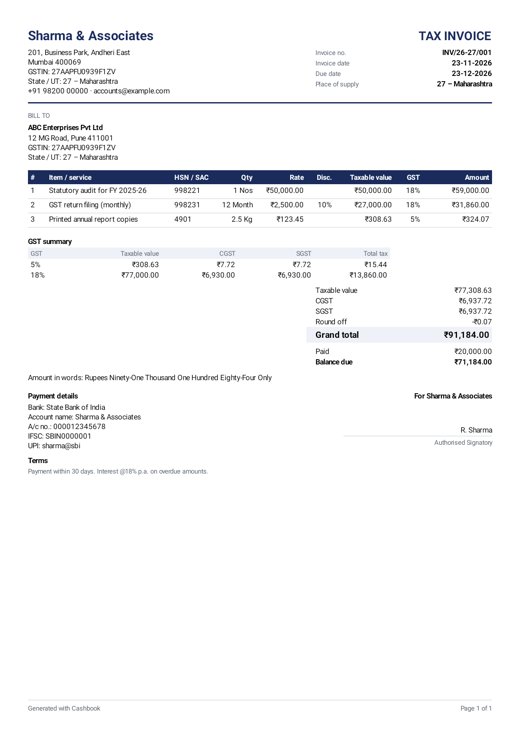 Sharma & Associates
TAX INVOICE
201, Business Park, Andheri East
Mumbai 400069
GSTIN: 27AAPFU0939F1ZV
State / UT: 27 – Maharashtra
+91 98200 00000 · accounts@example.com
Invoice no. INV/26-27/001
Invoice date 23-11-2026
Due date 23-12-2026
Place of supply 27 – Maharashtra
BILL TO
ABC Enterprises Pvt Ltd
12 MG Road, Pune 411001
GSTIN: 27AAPFU0939F1ZV
State / UT: 27 – Maharashtra
# Item / service HSN / SAC Qty Rate Disc. Taxable value GST Amount
1 Statutory audit for FY 2025-26 998221 1 Nos ₹50,000.00 ₹50,000.00 18% ₹59,000.00
2 GST return filing (monthly) 998231 12 Month ₹2,500.00 10% ₹27,000.00 18% ₹31,860.00
3 Printed annual report copies 4901 2.5 Kg ₹123.45 ₹308.63 5% ₹324.07
GST summary
GST Taxable value CGST SGST Total tax
5% ₹308.63 ₹7.72 ₹7.72 ₹15.44
18% ₹77,000.00 ₹6,930.00 ₹6,930.00 ₹13,860.00
Taxable value ₹77,308.63
CGST ₹6,937.72
SGST ₹6,937.72
Round off -₹0.07
Grand total ₹91,184.00
Paid ₹20,000.00
Balance due ₹71,184.00
Amount in words: Rupees Ninety-One Thousand One Hundred Eighty-Four Only
Payment details
Bank: State Bank of India
Account name: Sharma & Associates
A/c no.: 000012345678
IFSC: SBIN0000001
UPI: sharma@sbi
For Sharma & Associates
R. Sharma
Authorised Signatory
Terms
Payment within 30 days. Interest @18% p.a. on overdue amounts.
Generated with Cashbook
Page 1 of 1